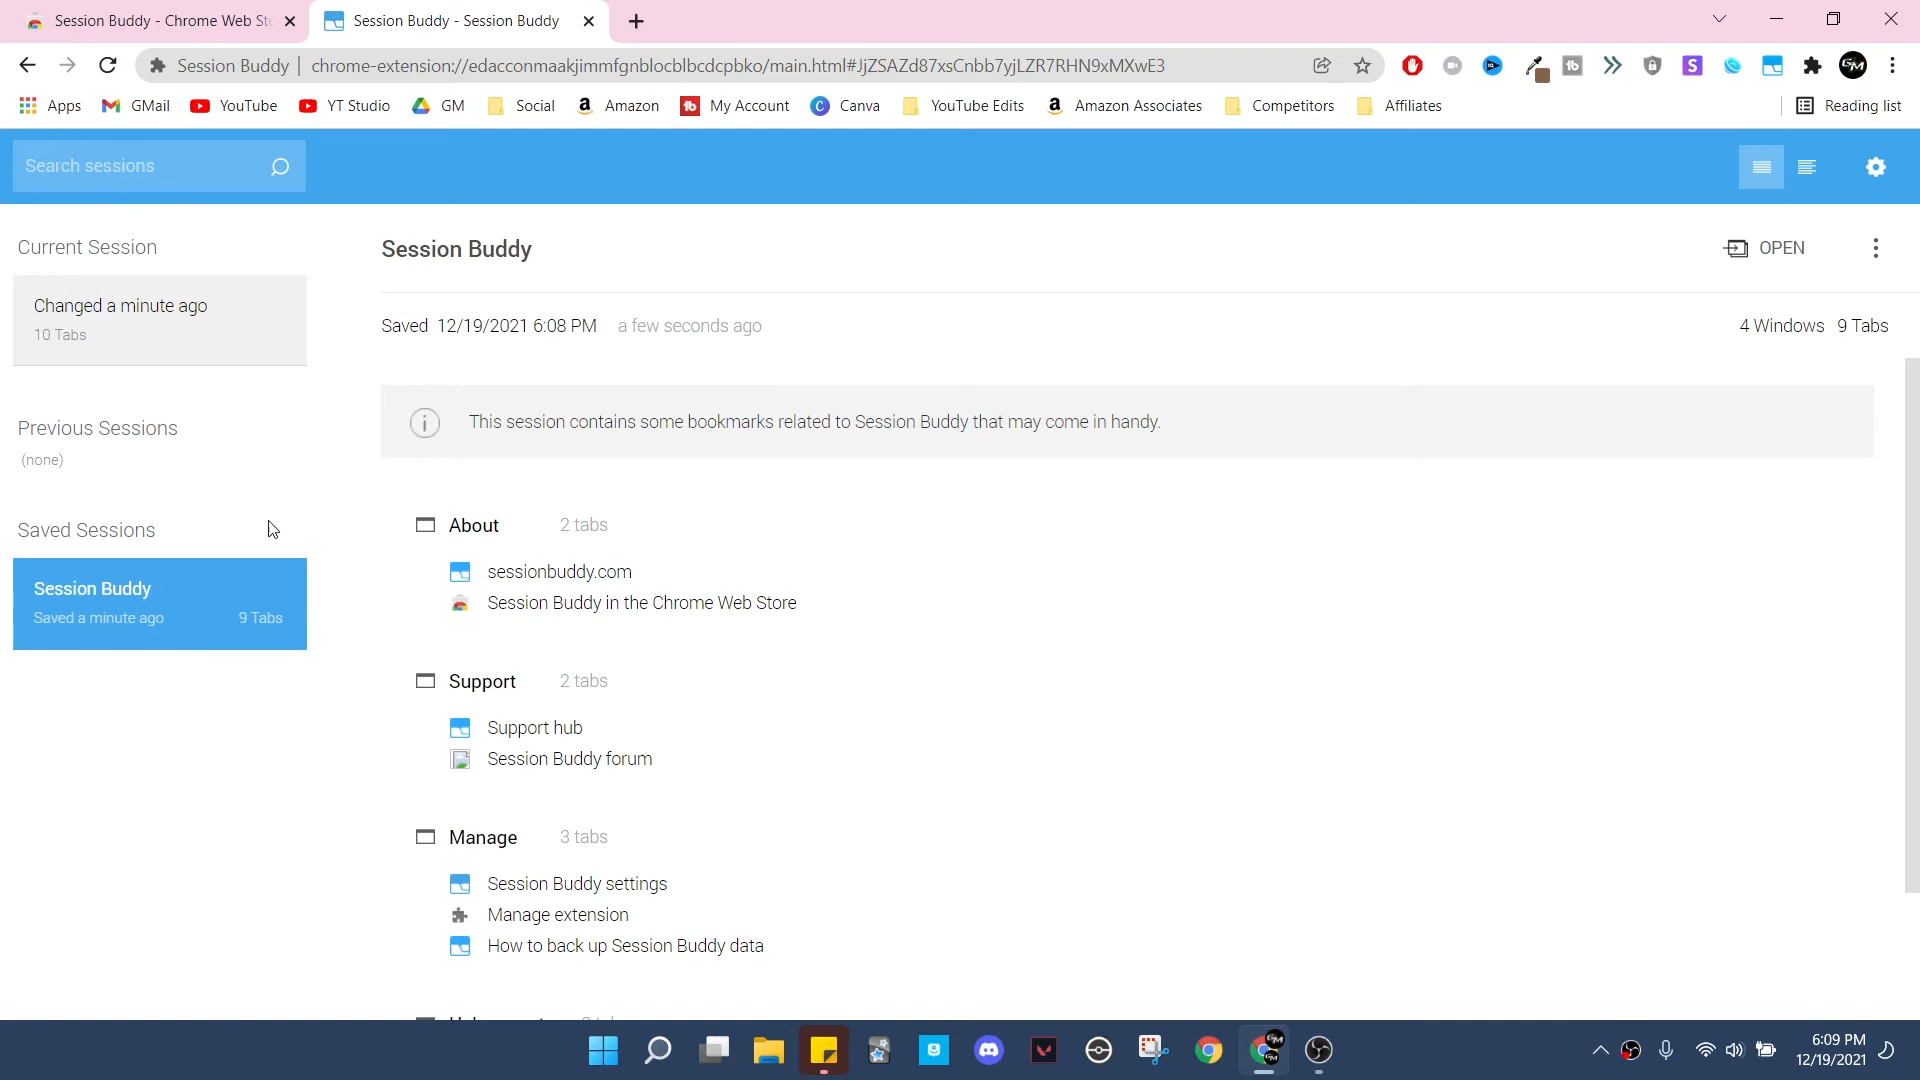 Session Buddy - Chrome Web St
Session Buddy - Session Buddy
Session Buddy | chrome-extension://edacconmaakjimmfgnblocblbcdcpbko/main.html#JjZSAZd87xsCnbb7yjLZR7RHN9xMXwE3
Apps GMail YouTube YT Studio GM Social Amazon My Account Canva YouTube Edits Amazon Associates Competitors Affiliates Reading list
Search sessions
Current Session
Changed a minute ago
10 Tabs
Previous Sessions
(none)
Saved Sessions
Session Buddy
Saved a minute ago 9 Tabs
Session Buddy
OPEN
Saved 12/19/2021 6:08 PM a few seconds ago
4 Windows 9 Tabs
This session contains some bookmarks related to Session Buddy that may come in handy.
About 2 tabs
sessionbuddy.com
Session Buddy in the Chrome Web Store
Support 2 tabs
Support hub
Session Buddy forum
Manage 3 tabs
Session Buddy settings
Manage extension
How to back up Session Buddy data
6:09 PM
12/19/2021